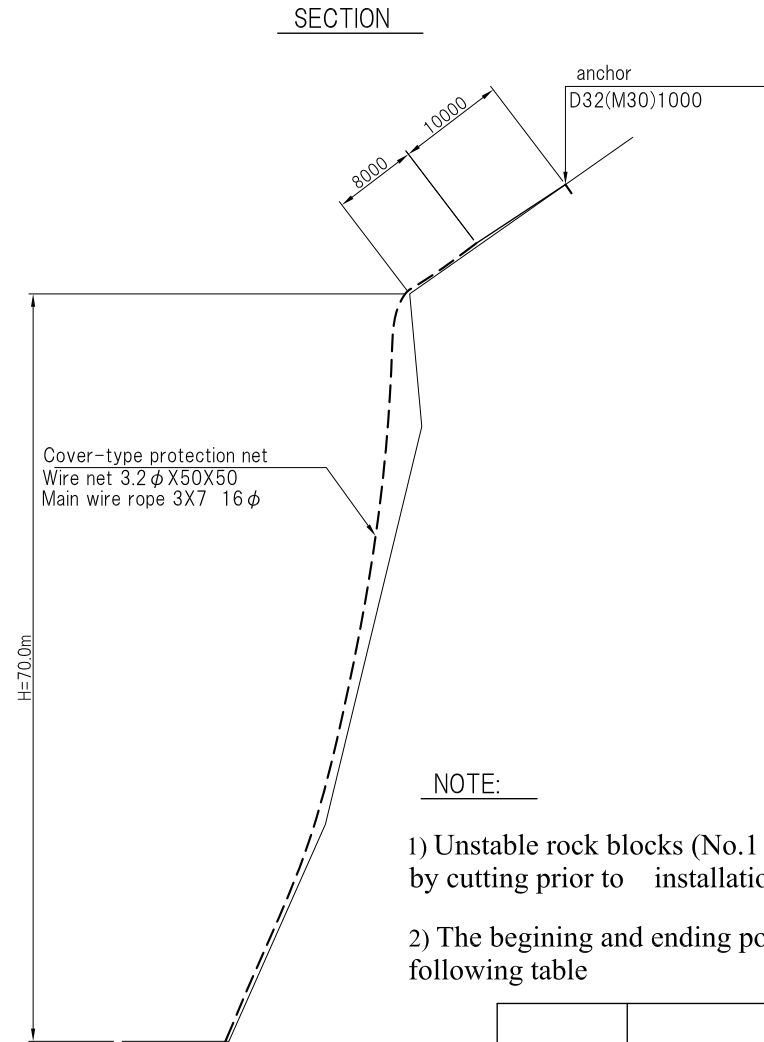 SECTION
anchor
D32(M30)1000
10000
8000
Cover-type protection net
Wire net 3.2φX50X50
Main wire rope 3X7 16φ
H=70.0m
NOTE:
1) Unstable rock blocks (No.1
by cutting prior to installatio
2) The begining and ending po
following table